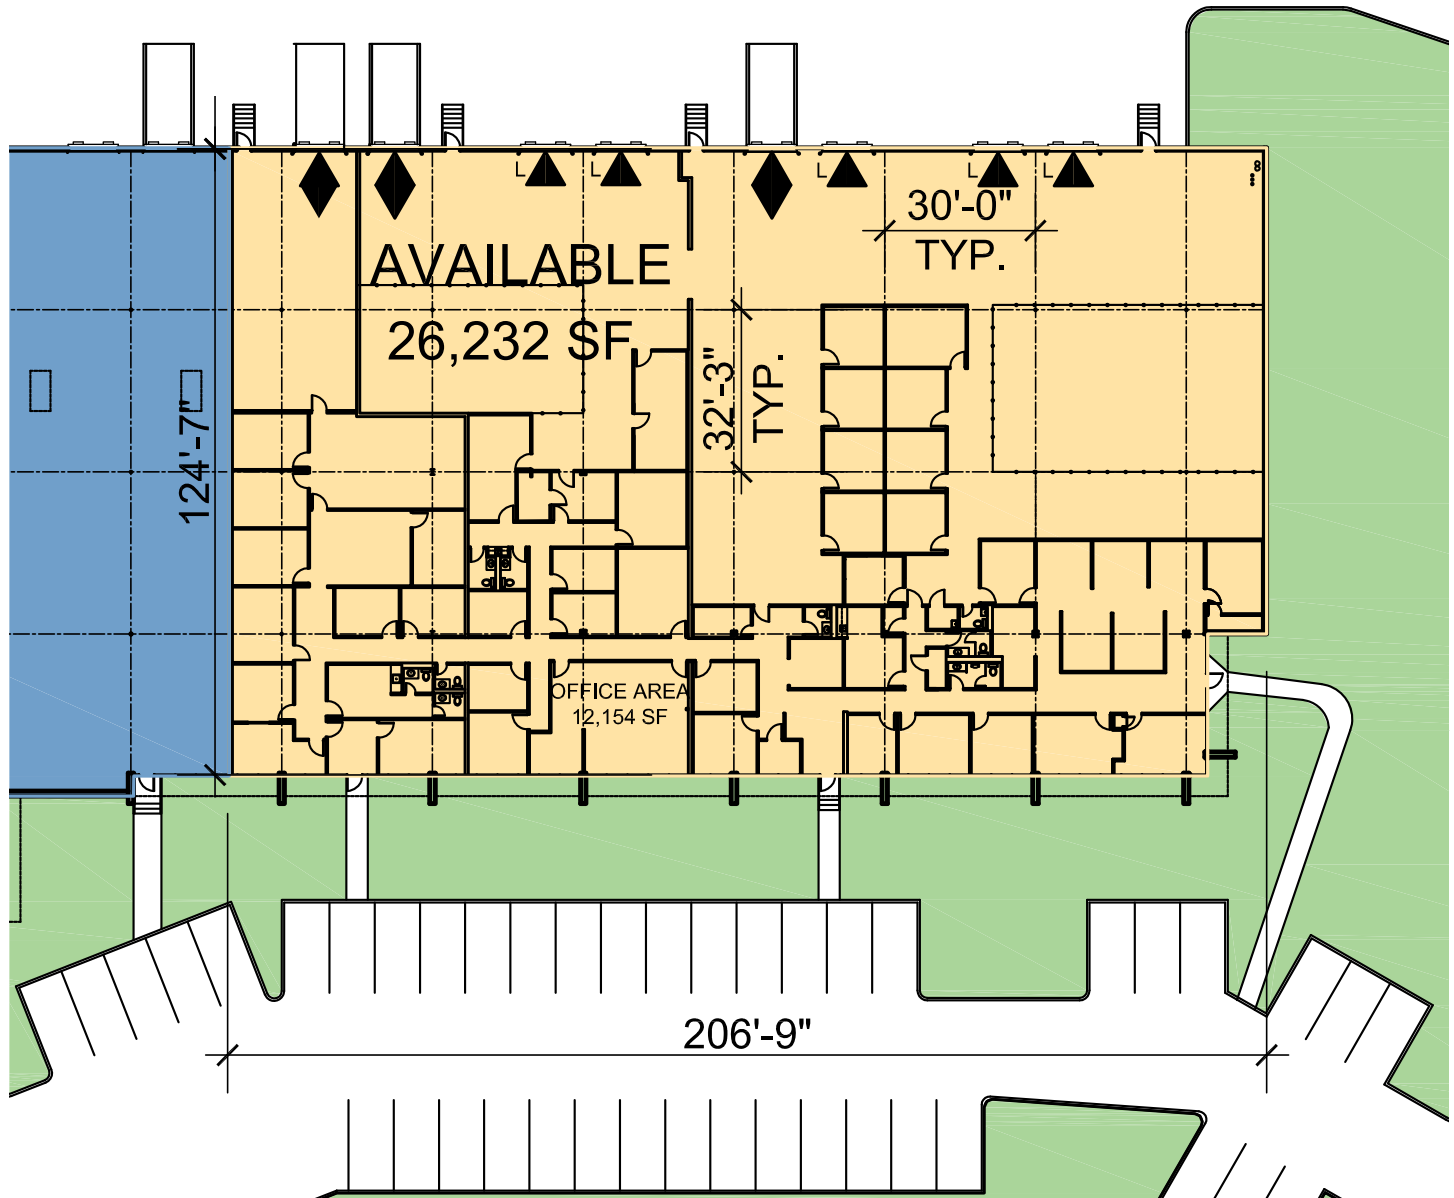 L
L
L
L
L
8
30'-0"
TYP.
AVAILABLE
26,232 SF
32'-3"
TYP.
124'-7"
OFFICE AREA
12,154 SF
206'-9"